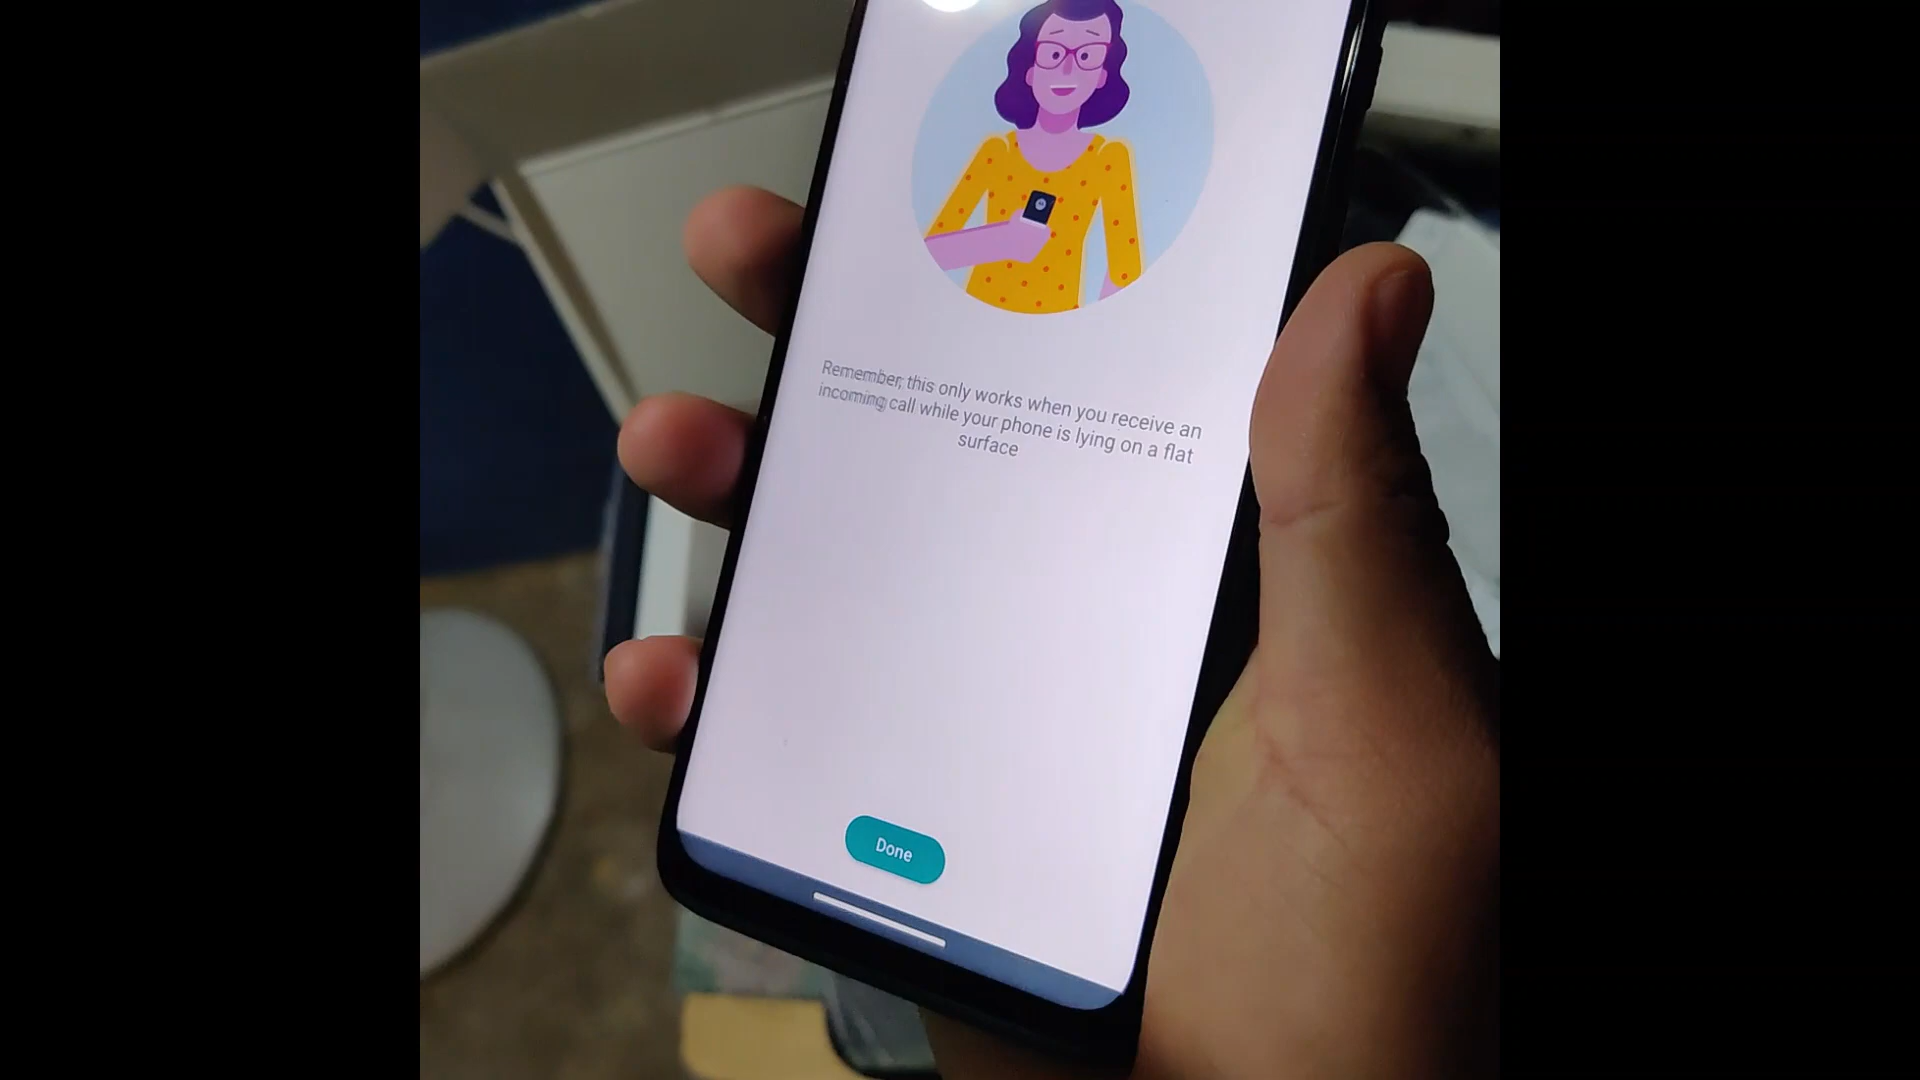 Remember, this only works when you receive an
incoming call while your phone is lying on a flat
surface
Done